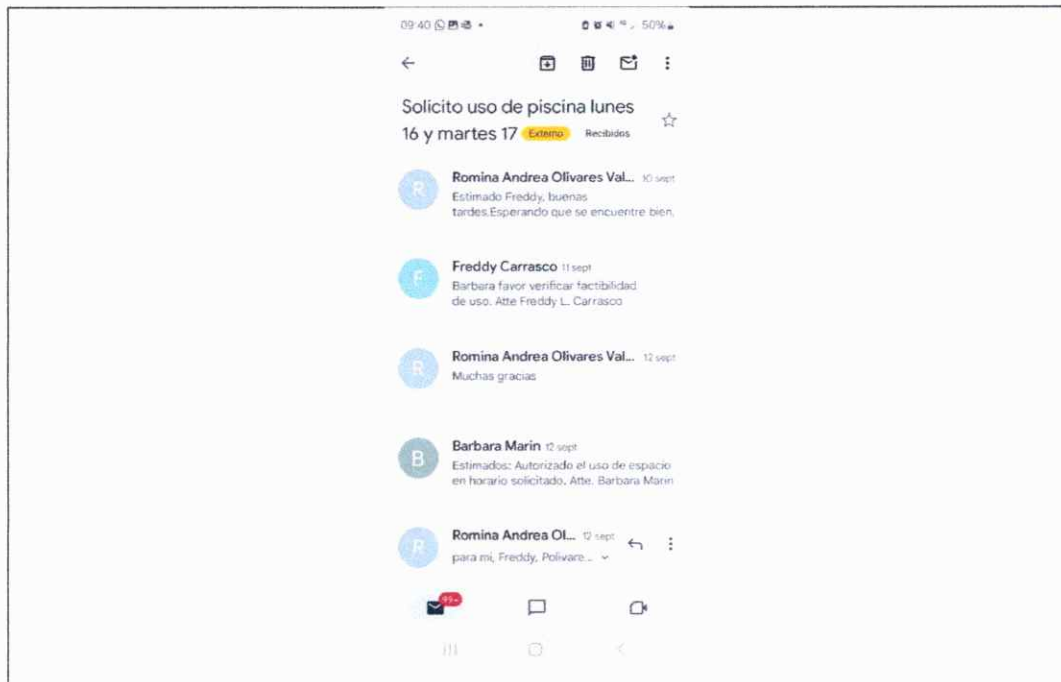 09:40
50%
Solicito uso de piscina lunes
16 y martes 17 Externo Recibidos
R
Romina Andrea Olivares Val... 10 sept
Estimado Freddy, buenas
tardes.Esperando que se encuentre bien,
F
Freddy Carrasco 11 sept
Barbara favor verificar factibilidad
de uso. Atte Freddy L. Carrasco
R
Romina Andrea Olivares Val... 12 sept
Muchas gracias
B
Barbara Marin 12 sept
Estimados: Autorizado el uso de espacio
en horario solicitado. Atte. Barbara Marin
R
Romina Andrea Ol... 12 sept
para mí, Freddy, Polivare...
99+